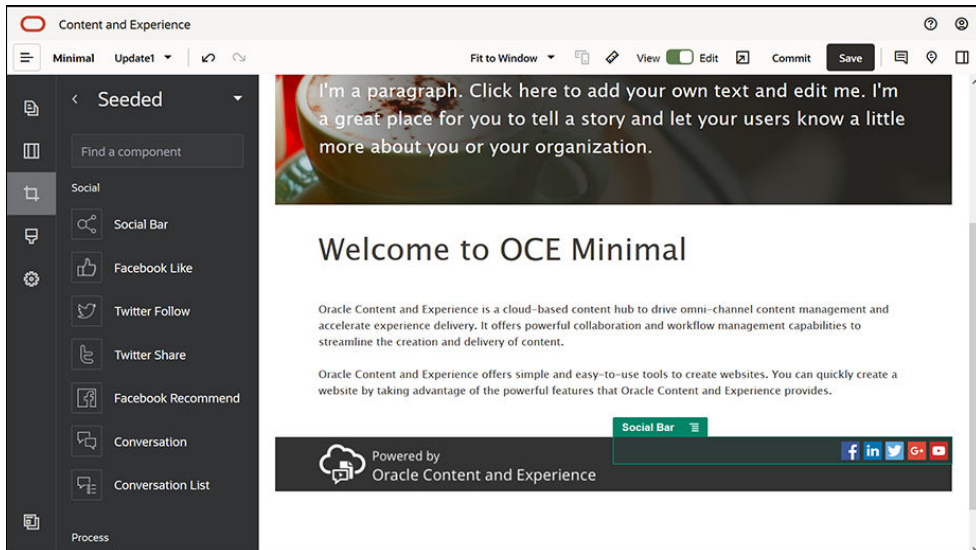 Content and Experience
Minimal
Update1
Fit to Window
View
Edit
Commit
Save
Seeded
Find a component
Social
Social Bar
Facebook Like
Twitter Follow
Twitter Share
Facebook Recommend
Conversation
Conversation List
Process
I'm a paragraph. Click here to add your own text and edit me. I'm
a great place for you to tell a story and let your users know a little
more about you or your organization.
Welcome to OCE Minimal
Oracle Content and Experience is a cloud-based content hub to drive omni-channel content management and
accelerate experience delivery. It offers powerful collaboration and workflow management capabilities to
streamline the creation and delivery of content.
Oracle Content and Experience offers simple and easy-to-use tools to create websites. You can quickly create a
website by taking advantage of the powerful features that Oracle Content and Experience provides.
Social Bar
Powered by
Oracle Content and Experience
f in G+